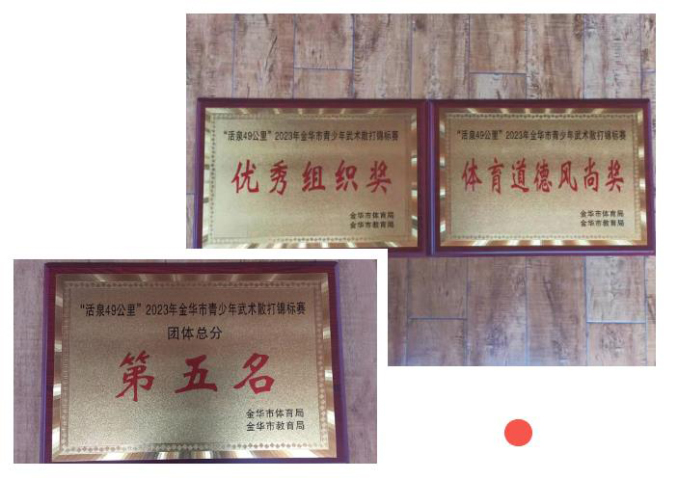 “活泉49公里”2023年金华市青少年武术散打锦标赛
优秀组织奖
金华市体育局
金华市教育局
“活泉49公里”2023年金华市青少年武术散打锦标赛
体育道德风尚奖
金华市体育局
金华市教育局
“活泉49公里”2023年金华市青少年武术散打锦标赛
团体总分
第五名
金华市体育局
金华市教育局